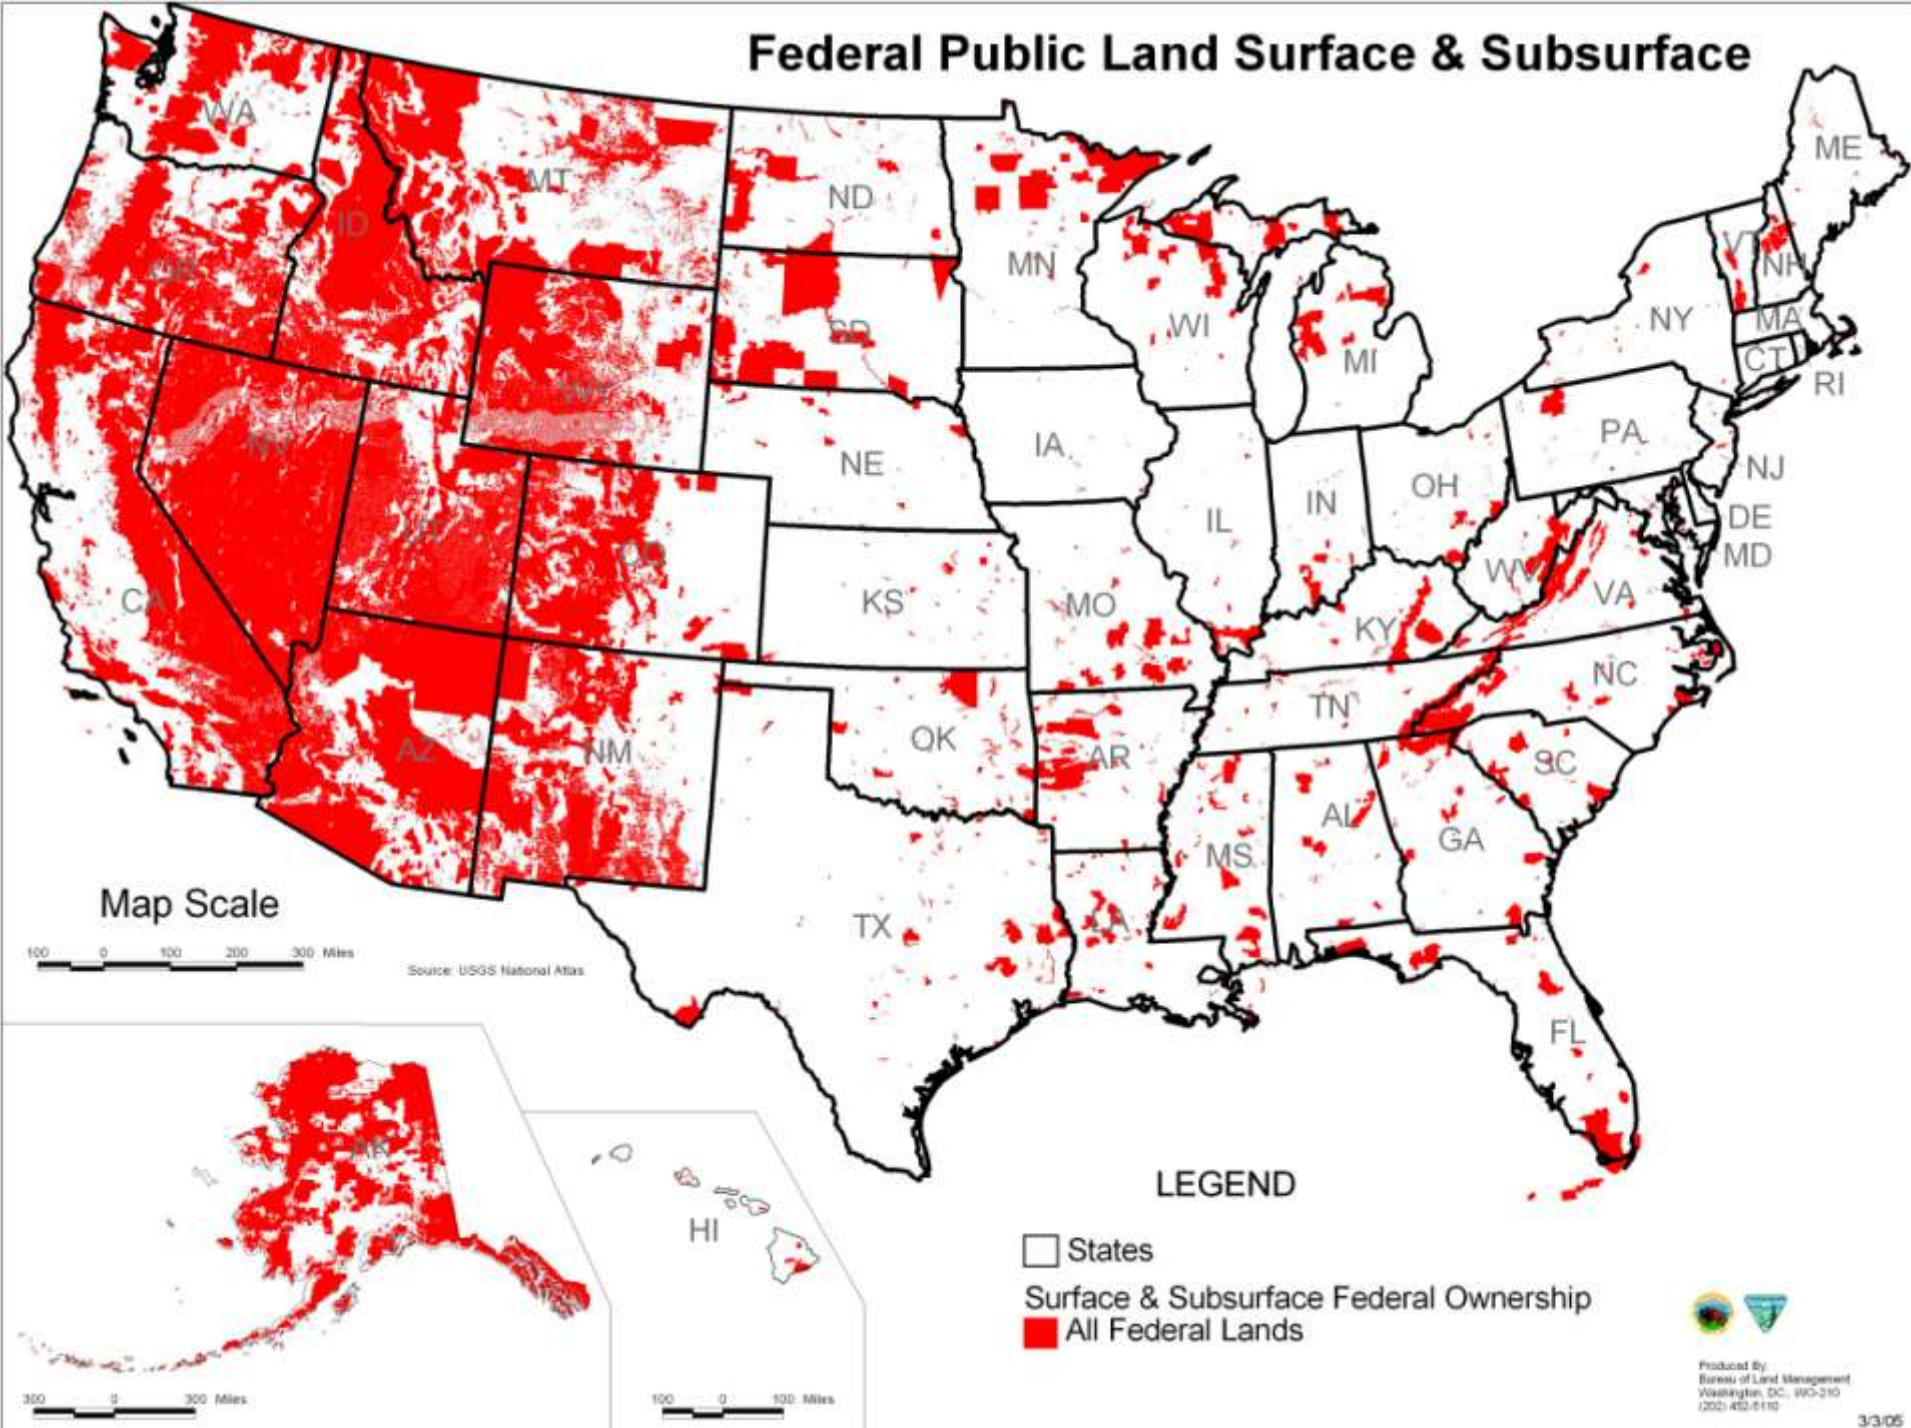 Federal Public Land Surface & Subsurface
WA
MT
ND
MN
ME
ID
OR
SD
WI
MI
VT
NH
NY
MA
CT
RI
WY
NV
NE
IA
PA
NJ
UT
CO
IL
IN
OH
DE
MD
CA
KS
MO
WV
VA
KY
AZ
NM
OK
AR
TN
NC
SC
MS
AL
GA
TX
LA
FL
Map Scale
100 0 100 200 300 Miles
Source: USGS National Atlas
AK
HI
300 0 300 Miles
100 0 100 Miles
LEGEND
States
Surface & Subsurface Federal Ownership
All Federal Lands
Produced By:
Bureau of Land Management
Washington, DC., WO-210
(202) 452-5110
3/3/05